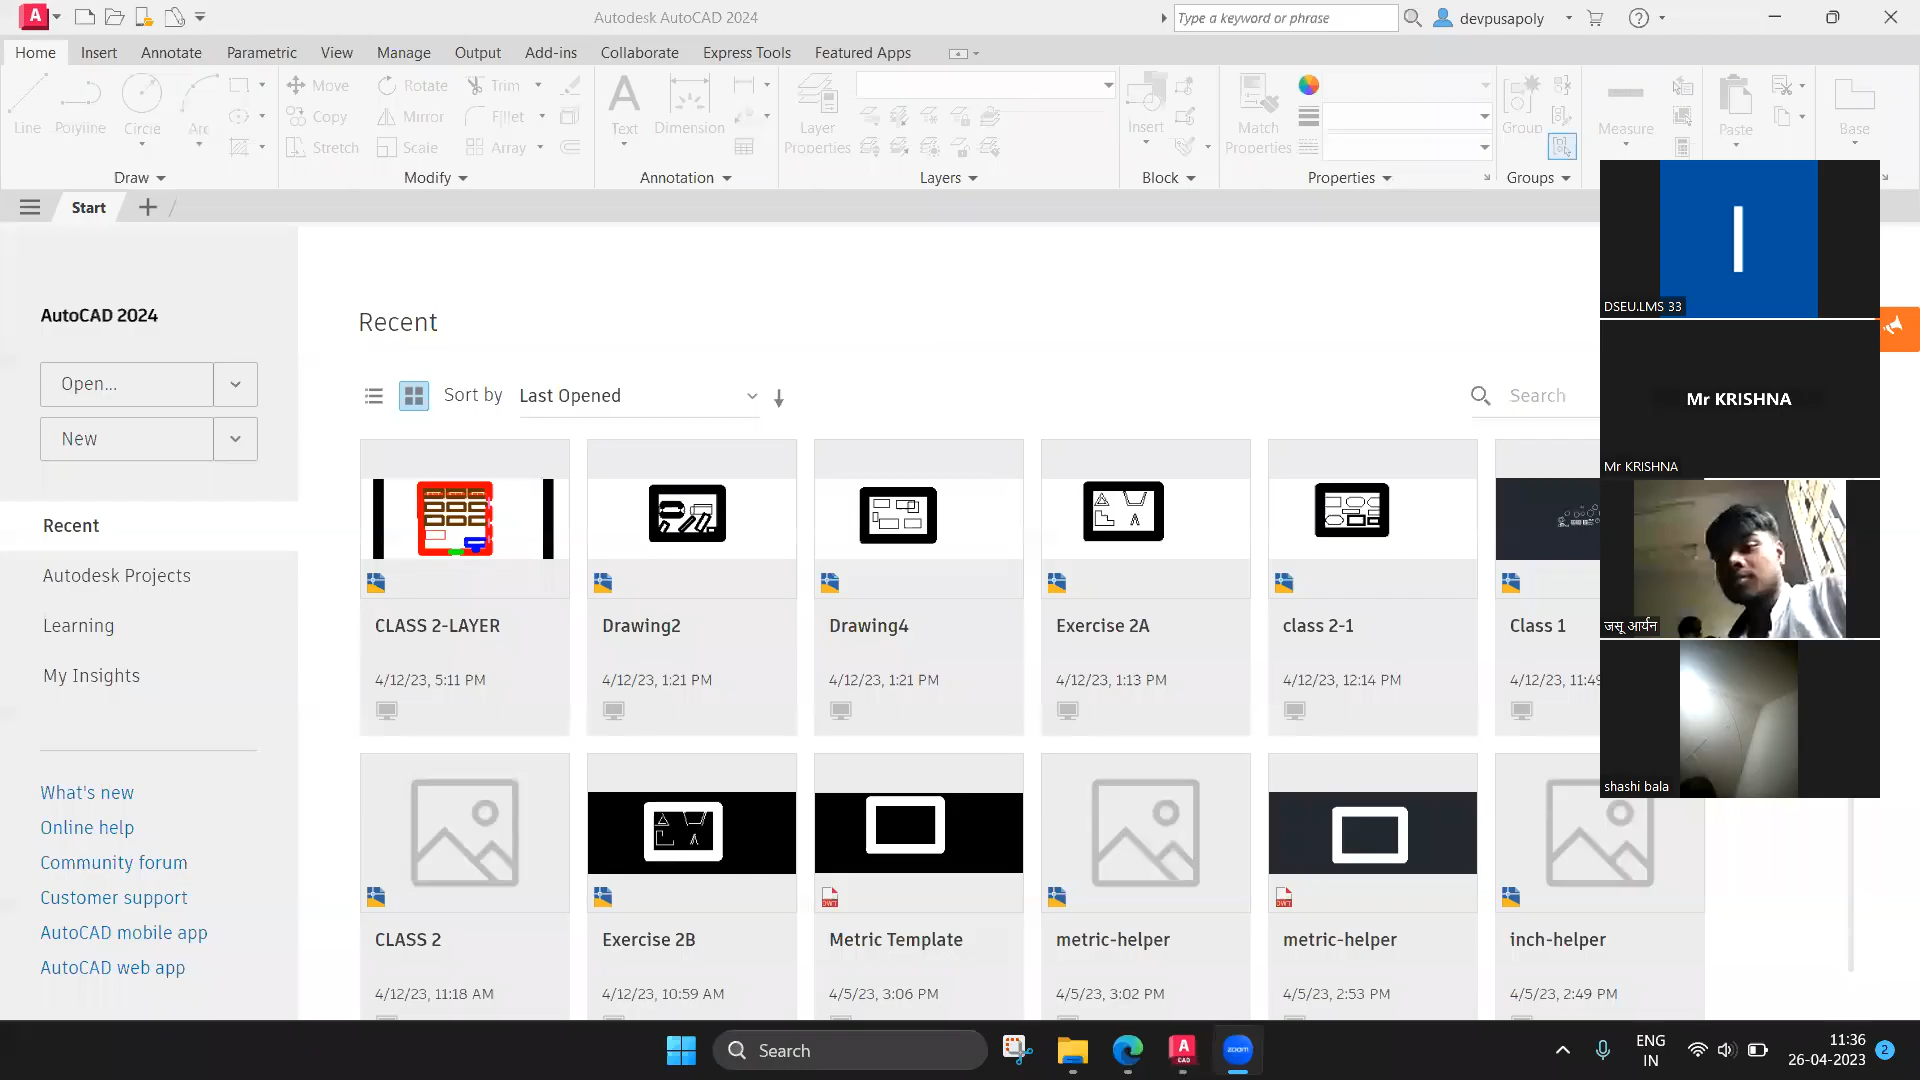 Autodesk AutoCAD 2024
Type a keyword or phrase
devpusapoly
Home Insert Annotate Parametric View Manage Output Add-ins Collaborate Express Tools Featured Apps
Line Polyline Circle Arc
Move Rotate Trim
Copy Mirror Fillet
Stretch Scale Array
Text Dimension
Layer Properties
Insert
Match Properties
Group
Measure
Paste
Base
Draw Modify Annotation Layers Block Properties Groups
Start
AutoCAD 2024
Open...
New
Recent
Autodesk Projects
Learning
My Insights
What's new
Online help
Community forum
Customer support
AutoCAD mobile app
AutoCAD web app
Recent
Sort by Last Opened
Search
CLASS 2-LAYER
4/12/23, 5:11 PM
Drawing2
4/12/23, 1:21 PM
Drawing4
4/12/23, 1:21 PM
Exercise 2A
4/12/23, 1:13 PM
class 2-1
4/12/23, 12:14 PM
Class 1
4/12/23, 11:49
CLASS 2
4/12/23, 11:18 AM
Exercise 2B
4/12/23, 10:59 AM
DWT
Metric Template
4/5/23, 3:06 PM
metric-helper
4/5/23, 3:02 PM
DWT
metric-helper
4/5/23, 2:53 PM
inch-helper
4/5/23, 2:49 PM
I
DSEU.LMS 33
Mr KRISHNA
Mr KRISHNA
जसू आर्यन
shashi bala
Search
A CAD
zoom
ENG
IN
11:36
26-04-2023
2